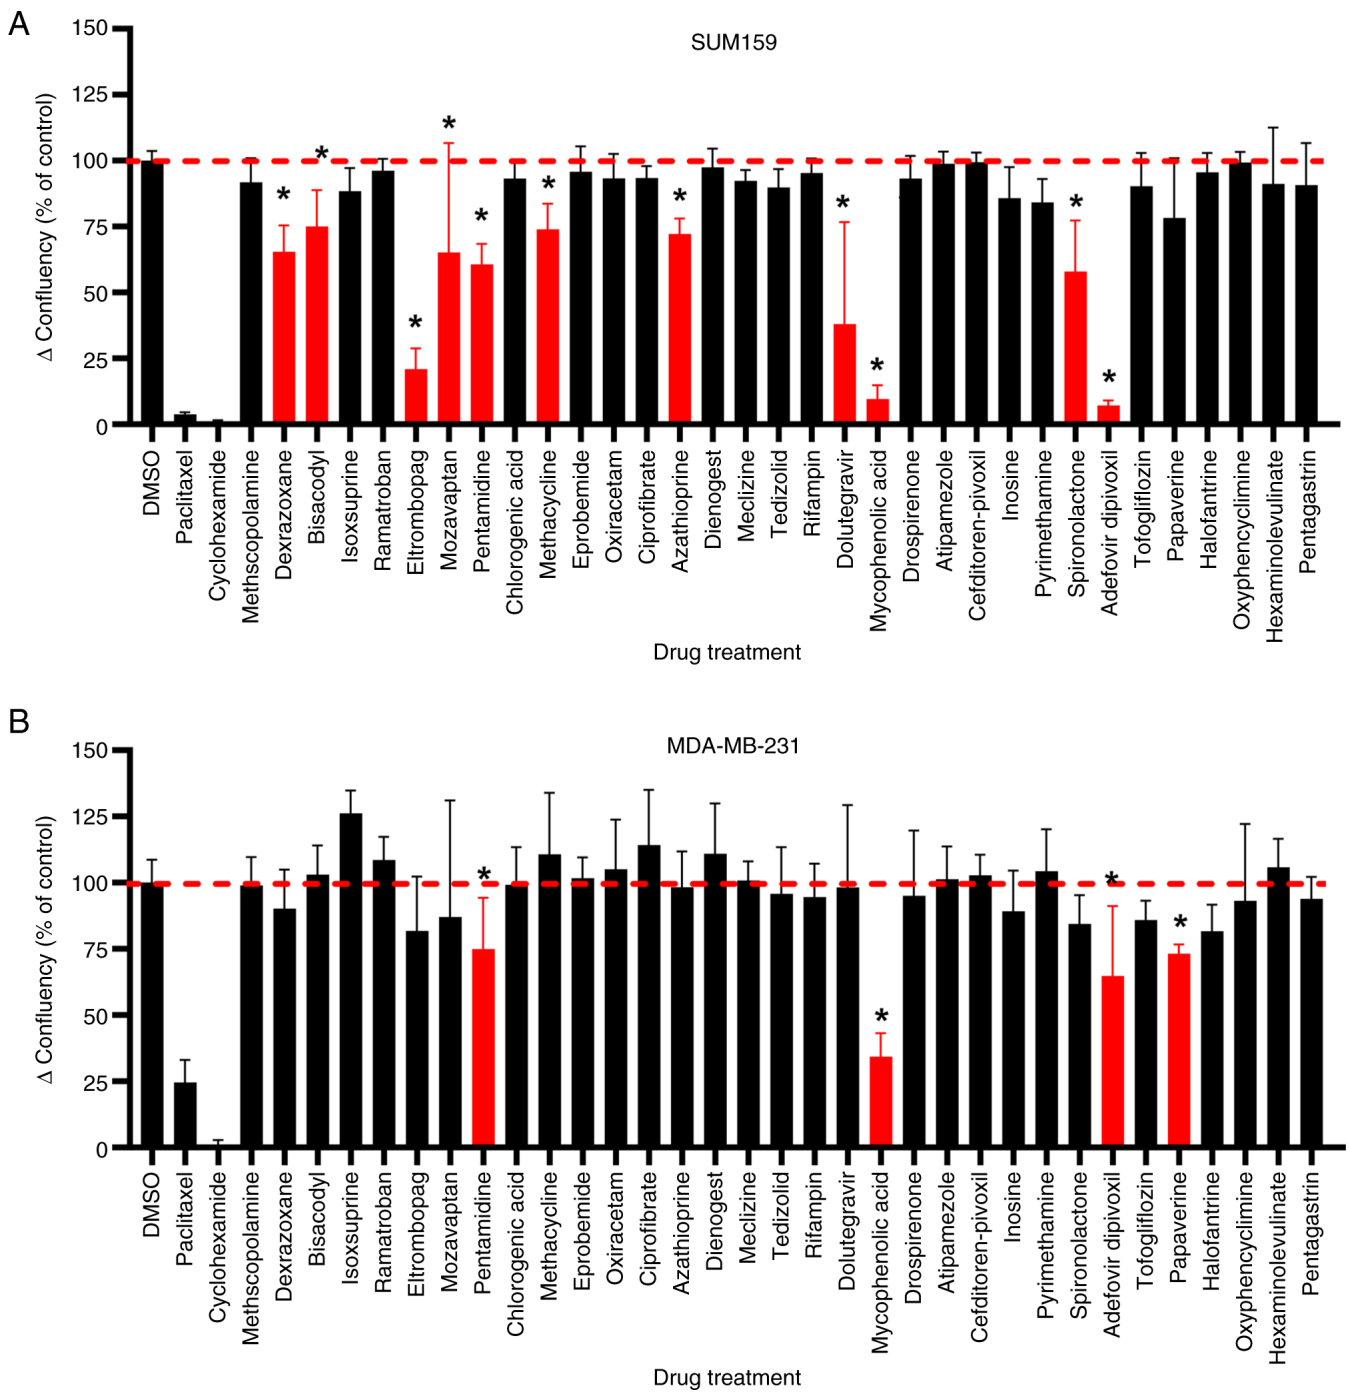 A
SUM159
150
125
100
75
50
25
0
Δ Confluency (% of control)
* * * * * * * * * * * *
DMSO
Paclitaxel
Cyclohexamide
Methscopolamine
Dexrazoxane
Bisacodyl
Isoxsuprine
Ramatroban
Eltrombopag
Mozavaptan
Pentamidine
Chlorogenic acid
Methacycline
Eprobemide
Oxiracetam
Ciprofibrate
Azathioprine
Dienogest
Meclizine
Tedizolid
Rifampin
Dolutegravir
Mycophenolic acid
Drospirenone
Atipamezole
Cefditoren-pivoxil
Inosine
Pyrimethamine
Spironolactone
Adefovir dipivoxil
Tofogliflozin
Papaverine
Halofantrine
Oxyphencyclimine
Hexaminolevulinate
Pentagastrin
Drug treatment
B
MDA-MB-231
150
125
100
75
50
25
0
Δ Confluency (% of control)
* * * *
DMSO
Paclitaxel
Cyclohexamide
Methscopolamine
Dexrazoxane
Bisacodyl
Isoxsuprine
Ramatroban
Eltrombopag
Mozavaptan
Pentamidine
Chlorogenic acid
Methacycline
Eprobemide
Oxiracetam
Ciprofibrate
Azathioprine
Dienogest
Meclizine
Tedizolid
Rifampin
Dolutegravir
Mycophenolic acid
Drospirenone
Atipamezole
Cefditoren-pivoxil
Inosine
Pyrimethamine
Spironolactone
Adefovir dipivoxil
Tofogliflozin
Papaverine
Halofantrine
Oxyphencyclimine
Hexaminolevulinate
Pentagastrin
Drug treatment